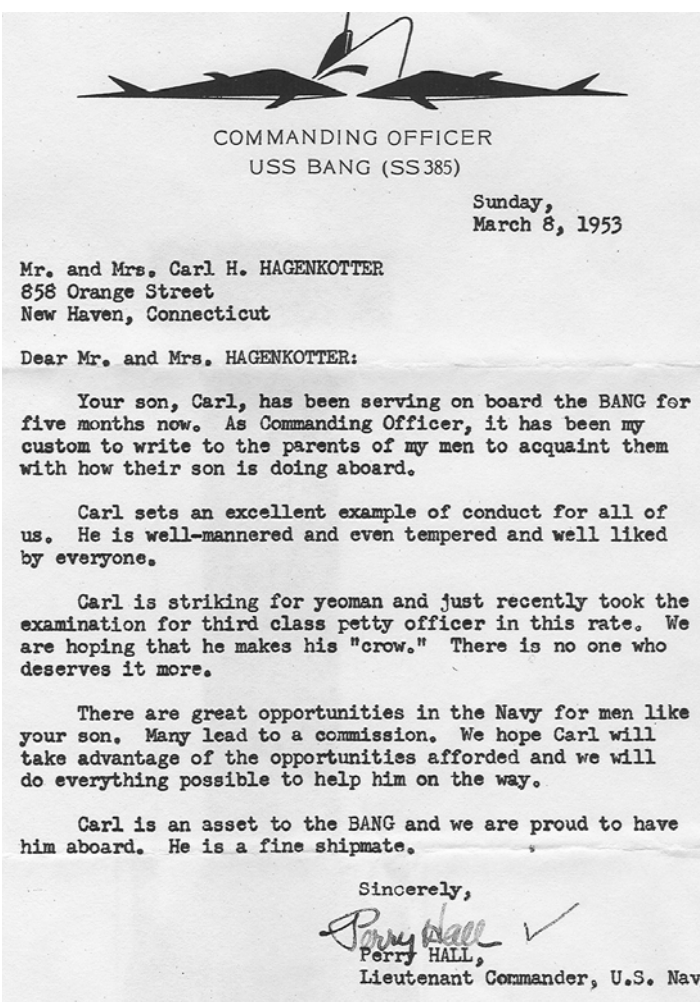 COMMANDING OFFICER
USS BANG (SS385)
Sunday,
March 8, 1953
Mr. and Mrs. Carl H. HAGENKOTTER
858 Orange Street
New Haven, Connecticut
Dear Mr. and Mrs. HAGENKOTTER:
Your son, Carl, has been serving on board the BANG for
five months now. As Commanding Officer, it has been my
custom to write to the parents of my men to acquaint them
with how their son is doing aboard.
Carl sets an excellent example of conduct for all of
us. He is well-mannered and even tempered and well liked
by everyone.
Carl is striking for yeoman and just recently took the
examination for third class petty officer in this rate. We
are hoping that he makes his "crow." There is no one who
deserves it more.
There are great opportunities in the Navy for men like
your son. Many lead to a commission. We hope Carl will
take advantage of the opportunities afforded and we will
do everything possible to help him on the way.
Carl is an asset to the BANG and we are proud to have
him aboard. He is a fine shipmate.
Sincerely,
Perry Hall
Perry HALL,
Lieutenant Commander, U.S. Nav